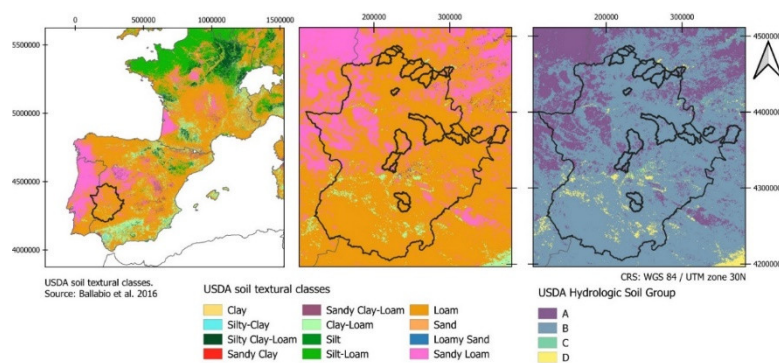 0 500000 1000000 1500000
200000 300000
200000 300000
5500000
5000000
4500000
4000000
4500000
4400000
4300000
4200000
CRS: WGS 84 / UTM zone 30N
USDA soil textural classes.
Source: Ballabio et al. 2016
USDA soil textural classes
Clay
Silty-Clay
Silty Clay-Loam
Sandy Clay
Sandy Clay-Loam
Clay-Loam
Silt
Silt-Loam
Loam
Sand
Loamy Sand
Sandy Loam
USDA Hydrologic Soil Group
A
B
C
D